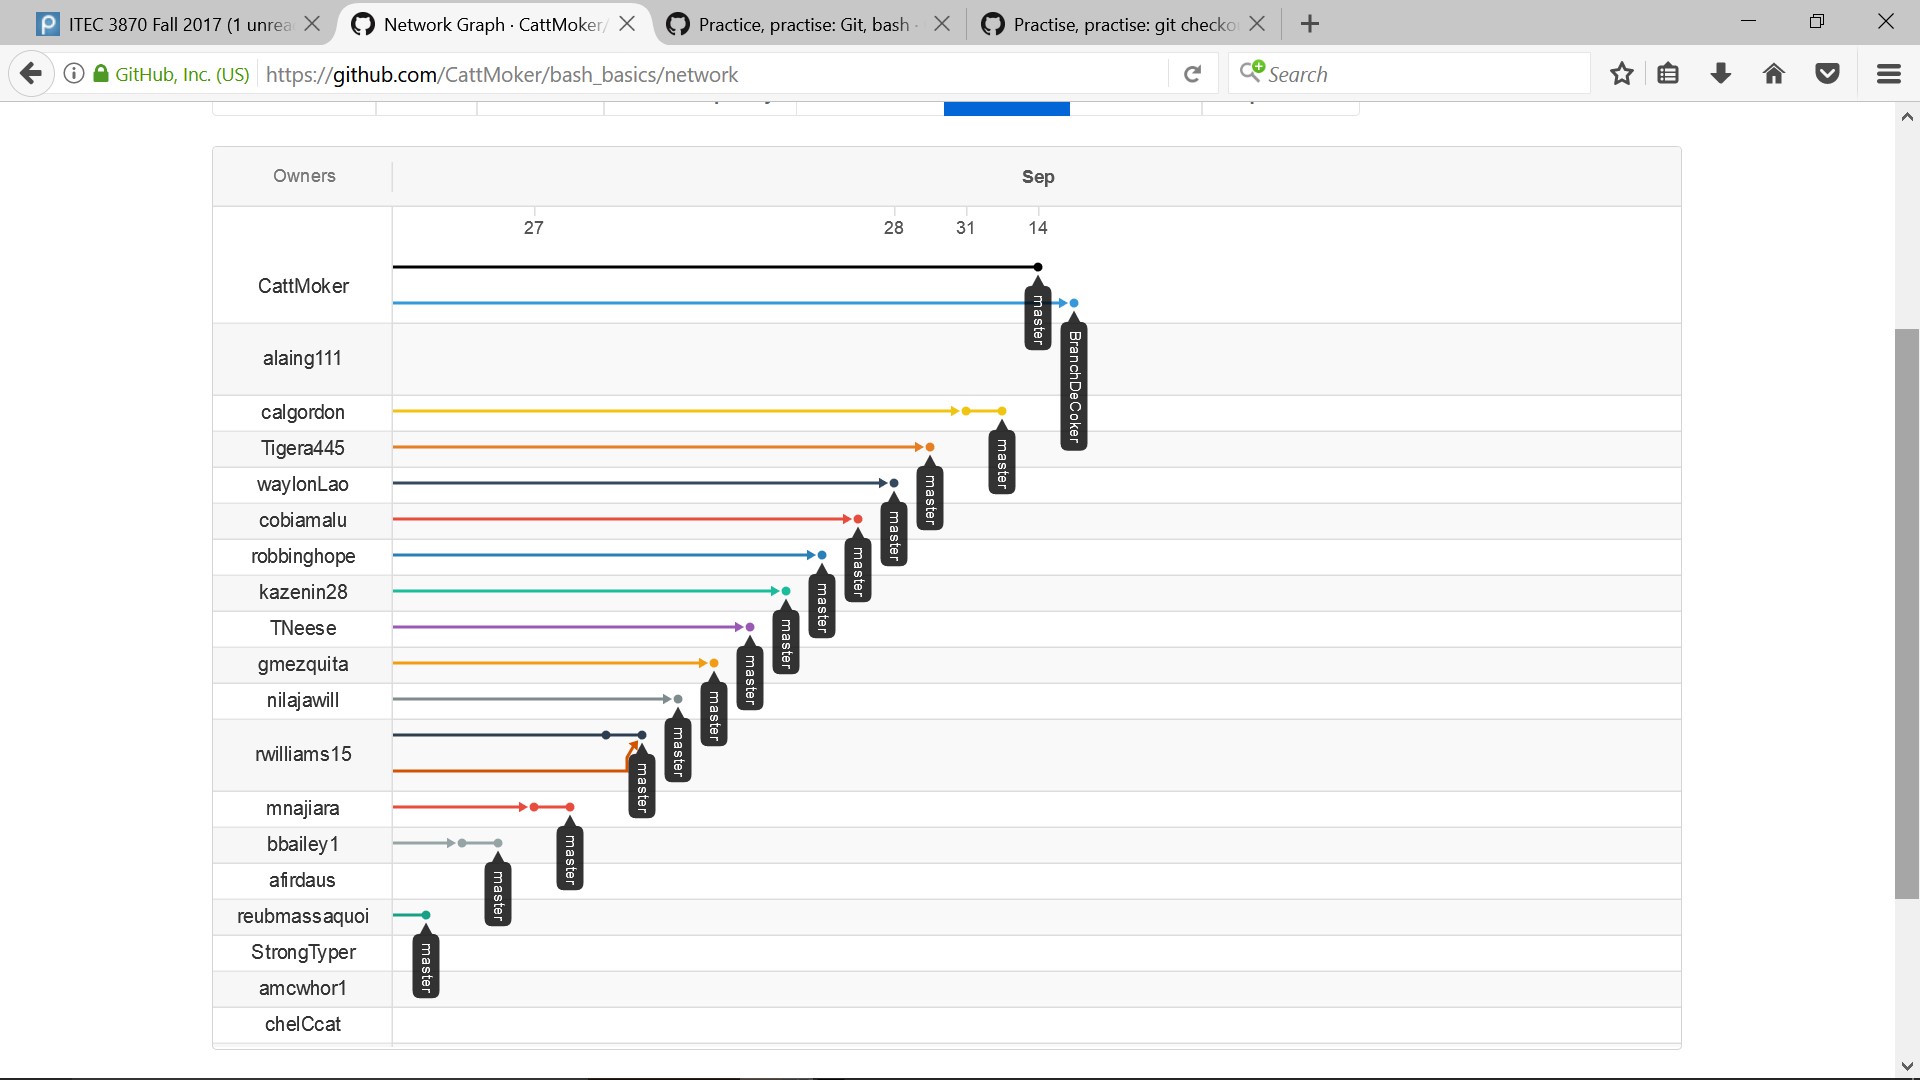 ITEC 3870 Fall 2017 (1 unrea
Network Graph · CattMoker/
Practice, practise: Git, bash ·
Practise, practise: git checko
GitHub, Inc. (US)
https://github.com/CattMoker/bash_basics/network
Search
Owners
Sep
27
28
31
14
CattMoker
master
BranchDeCoker
alaing111
calgordon
master
Tigera445
master
waylonLao
master
cobiamalu
master
robbinghope
master
kazenin28
master
TNeese
master
gmezquita
master
nilajawill
master
rwilliams15
master
mnajiara
master
bbailey1
master
afirdaus
reubmassaquoi
master
StrongTyper
amcwhor1
chelCcat